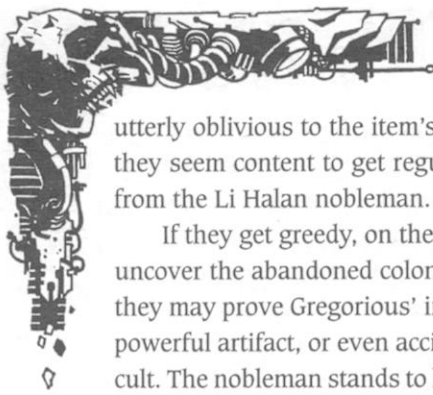 utterly oblivious to the item's
they seem content to get regu
from the Li Halan nobleman.
If they get greedy, on the
uncover the abandoned colon
they may prove Gregorious' i
powerful artifact, or even acci
cult. The nobleman stands to